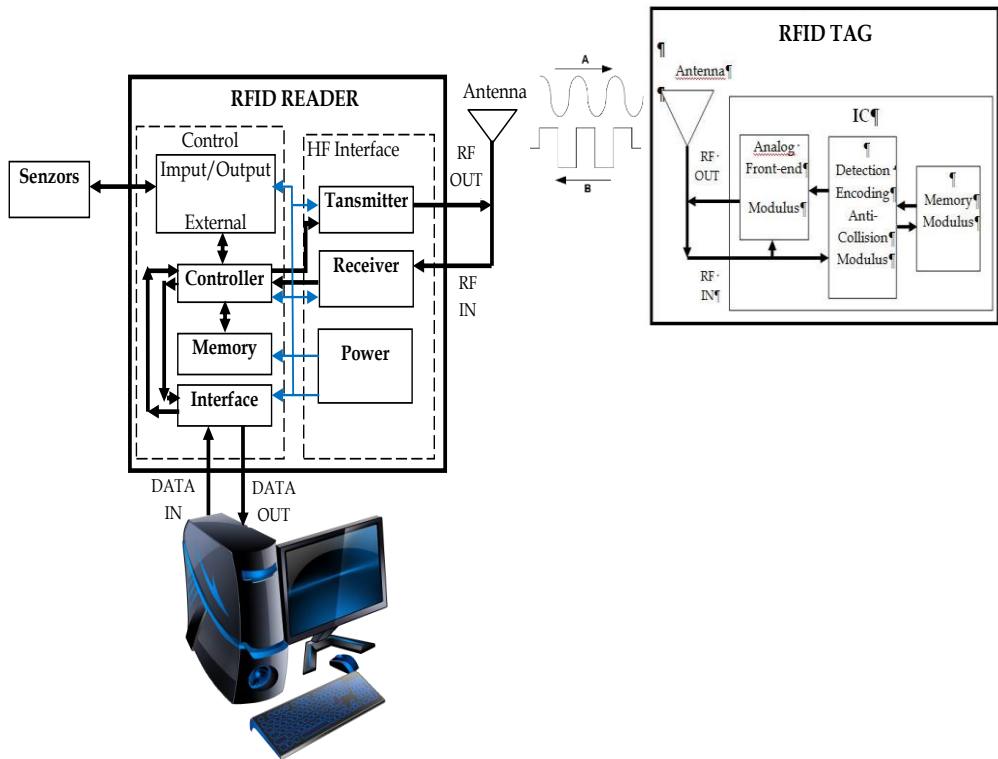 RFID READER
Control
Imput/Output
External
Controller
Memory
Interface
HF Interface
Transmitter
Receiver
Power
Senzors
Antenna
RF
OUT
RF
IN
DATA
IN
DATA
OUT
A
B
RFID TAG
¶
Antenna¶
¶
IC¶
RF·
OUT
RF·
IN¶
Analog·
Front-end
Modulus¶
¶
Detection
Encoding¶
Anti-
Collision
Modulus¶
¶
Memory
Modulus¶